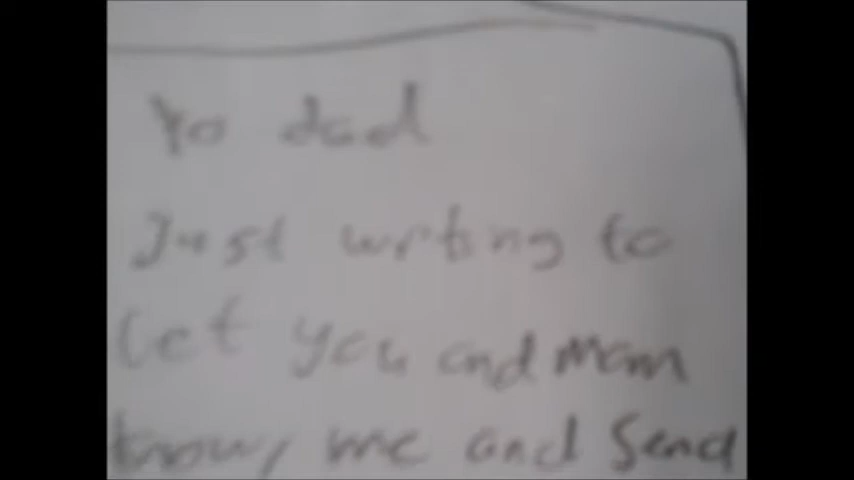 Yo dad
Just writing to
let you and mom
know, me and Send